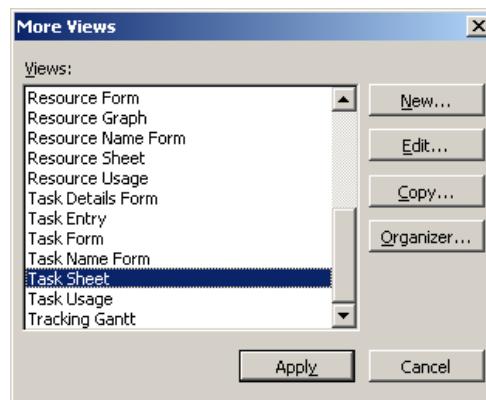 More Views
Views:
Resource Form
Resource Graph
Resource Name Form
Resource Sheet
Resource Usage
Task Details Form
Task Entry
Task Form
Task Name Form
Task Sheet
Task Usage
Tracking Gantt
New...
Edit...
Copy...
Organizer...
Apply
Cancel